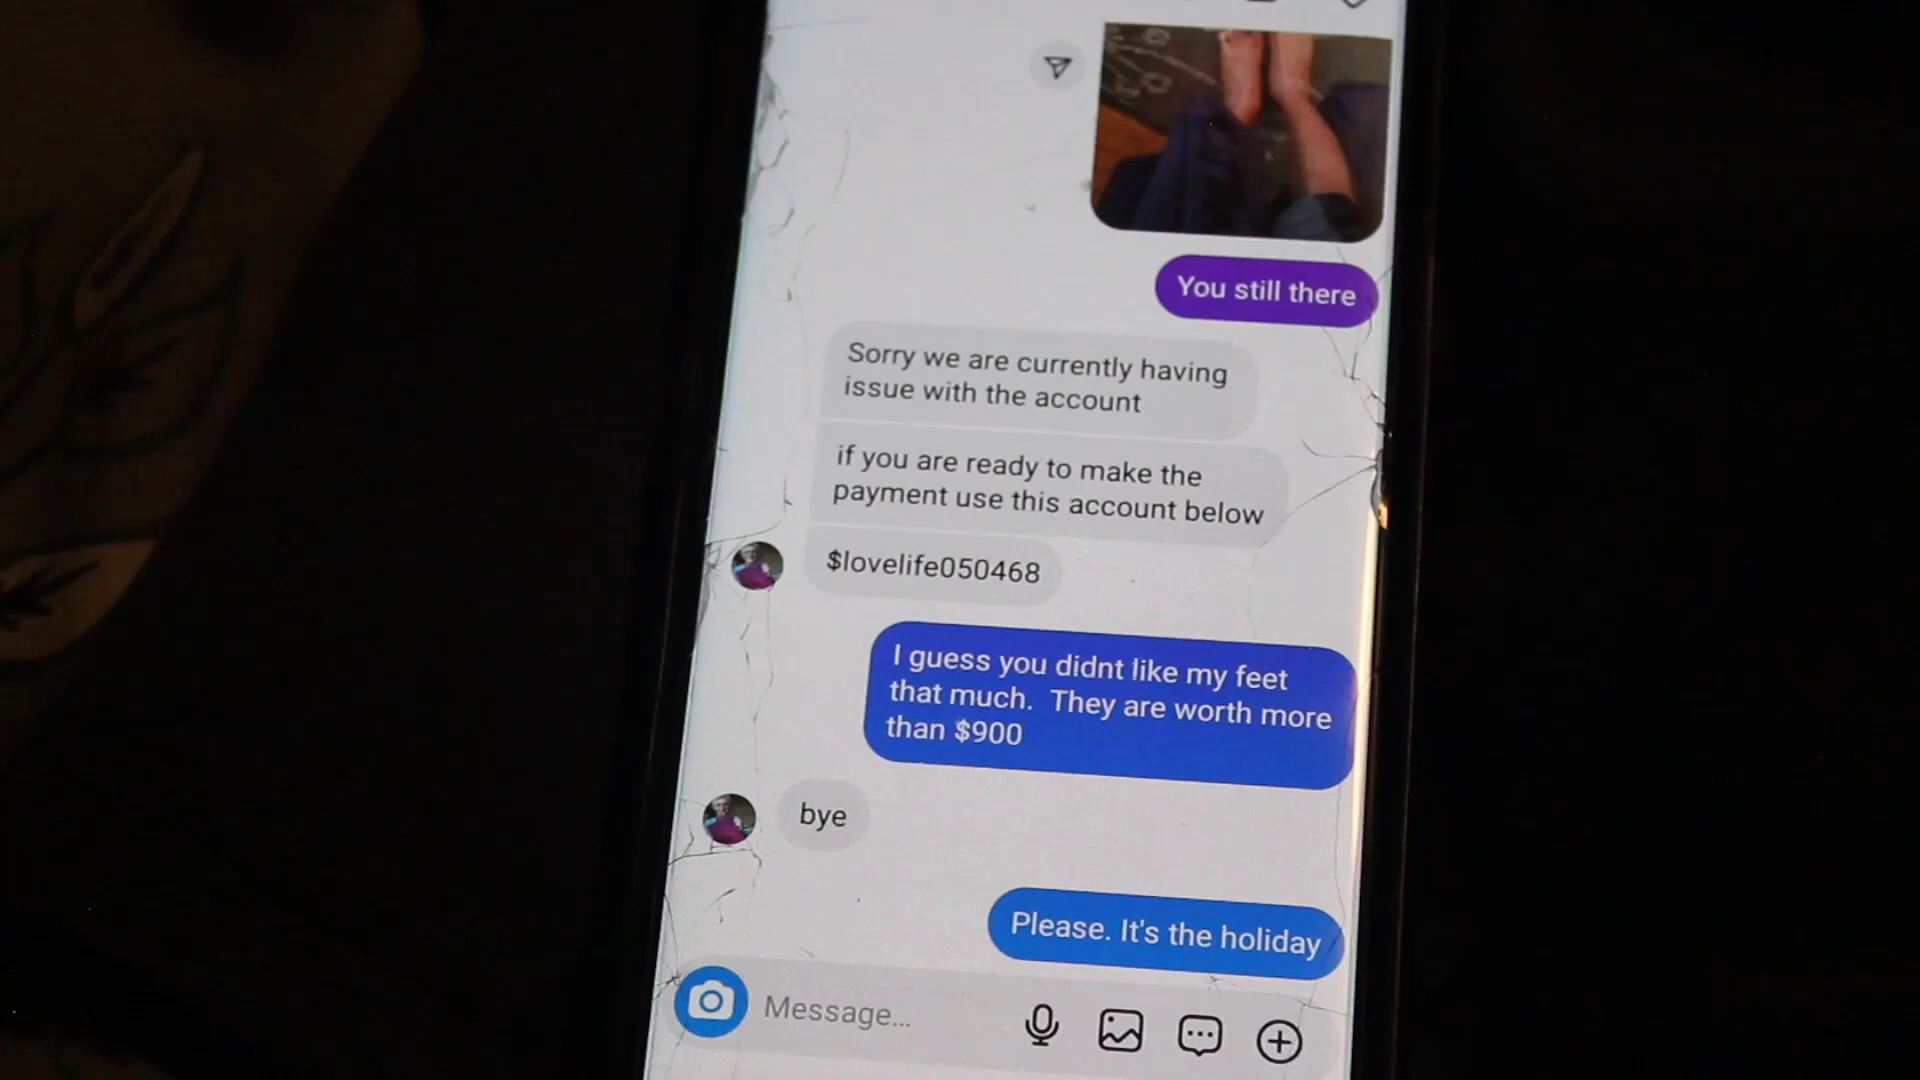 You still there
Sorry we are currently having
issue with the account
if you are ready to make the
payment use this account below
$lovelife050468
I guess you didnt like my feet
that much.  They are worth more
than $900
bye
Please. It's the holiday
Message...